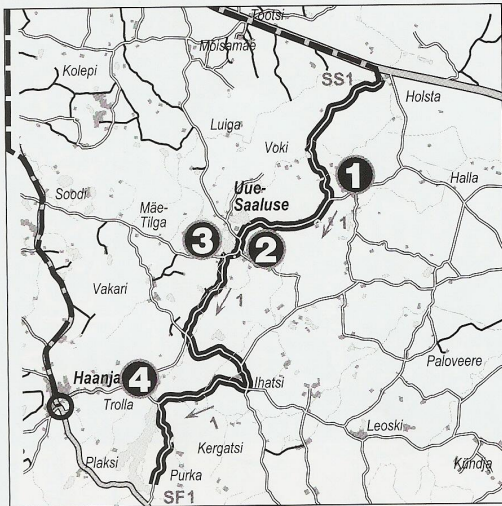 Tootsi
Mõisamäe
Kolepi
SS1
Holsta
Luiga
Voki
1
Halla
Uue-
Saaluse
Soodi
Mäe-
Tilga
1
3
2
Vakari
1
Paloveere
Haanja
4
Ihatsi
Trolla
1
Leoski
Kergatsi
Plaksi
Purka
Kündja
SF1